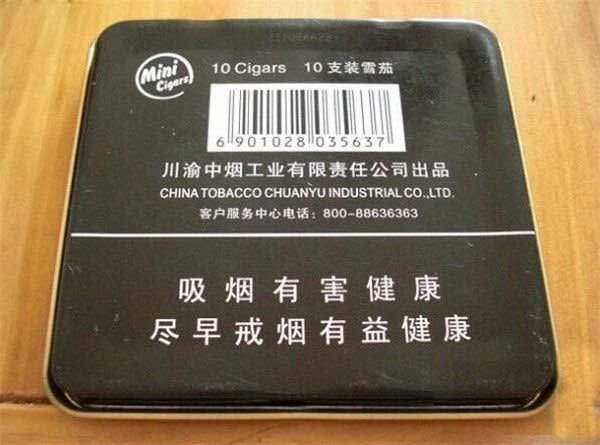 Mini
Cigars
10 Cigars 10 支装雪茄
6 901028 035637
川渝中烟工业有限责任公司出品
CHINA TOBACCO CHUANYU INDUSTRIAL CO.,LTD.
客户服务中心电话：800-88636363
吸烟有害健康
尽早戒烟有益健康